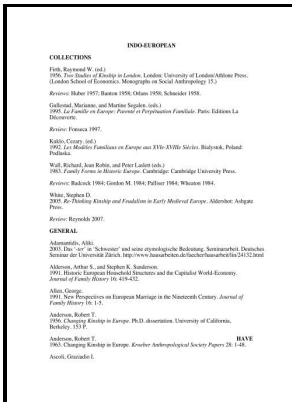 INDO-EUROPEAN
COLLECTIONS
Firth, Raymond W. (ed.)
1956. Two Studies of Kinship in London. London: University of London/Athlone Press.
(London School of Economics. Monographs on Social Anthropology 15.)
Reviews: Huber 1957; Banton 1958; Orlans 1958; Schneider 1958.
Gullestad, Marianne, and Martine Segalen. (eds.)
1995. La Famille en Europe: Parenté et Perpétuation Familiale. Paris: Editions La
Découverte.
Review: Fonseca 1997.
Kuklo, Cezary. (ed.)
1992. Les Modèles Familiaux en Europe aux XVIe-XVIIIe Siècles. Bialystok, Poland:
Podlaska.
Wall, Richard, Jean Robin, and Peter Laslett (eds.)
1983. Family Forms in Historic Europe. Cambridge: Cambridge University Press.
Reviews: Badcock 1984; Gordon M. 1984; Palliser 1984; Wheaton 1984.
White, Stephen D.
2005. Re-Thinking Kinship and Feudalism in Early Medieval Europe. Aldershot: Ashgate
Press.
Review: Reynolds 2007.
GENERAL
Adamantidis, Aliki.
2003. Das '-ter' in 'Schwester' und seine etymologische Bedeutung. Seminararbeit. Deutsches
Seminar der Universität Zürich. http://www.hausarbeiten.de/faecher/hausarbeit/lin/24132.html
Alderson, Arthur S., and Stephen K. Sanderson.
1991. Historic European Household Structures and the Capitalist World-Economy.
Journal of Family History 16: 419-432.
Allen, George.
1991. New Perspectives on European Marriage in the Nineteenth Century. Journal of
Family History 16: 1-5.
Anderson, Robert T.
1956. Changing Kinship in Europe. Ph.D. dissertation. University of California,
Berkeley. 153 P.
Anderson, Robert T. HAVE
1963. Changing Kinship in Europe. Kroeber Anthropological Society Papers 28: 1-48.
Ascoli, Graziadio I.